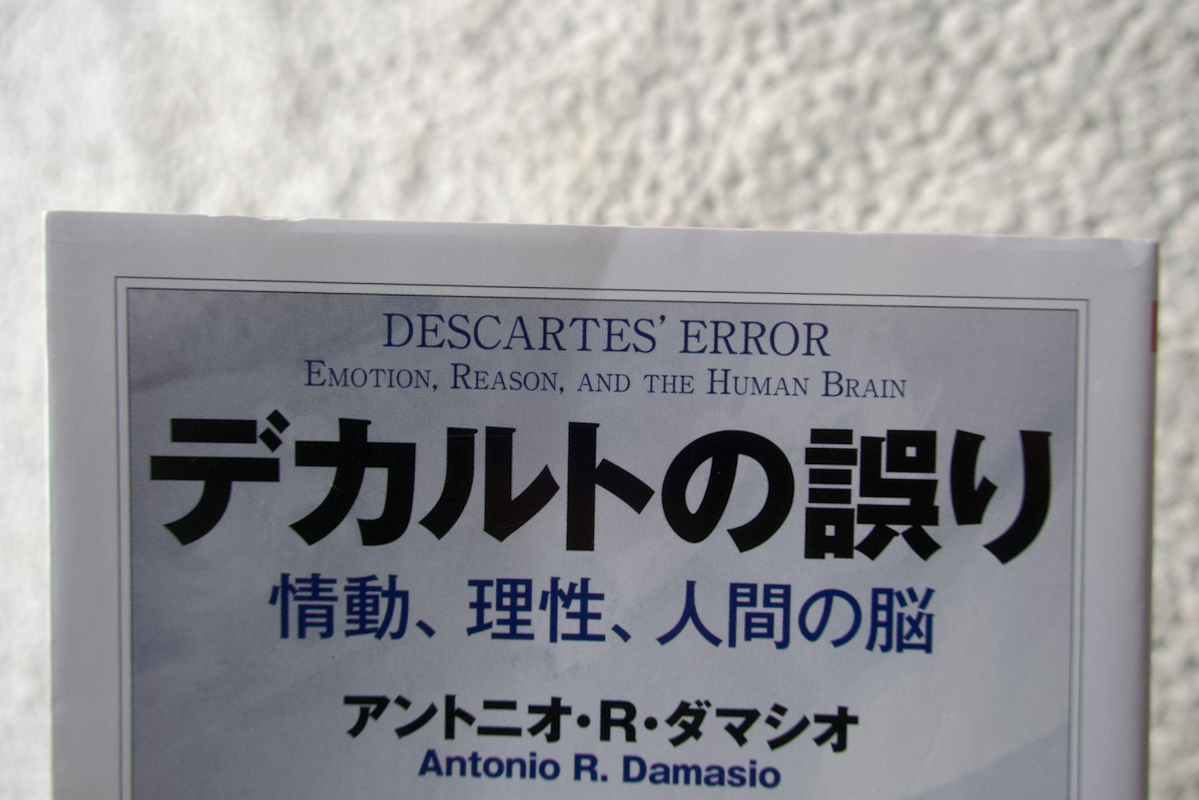 DESCARTES' ERROR
EMOTION, REASON, AND THE HUMAN BRAIN
デカルトの誤り
情動、理性、人間の脳
アントニオ・R・ダマシオ
Antonio R. Damasio